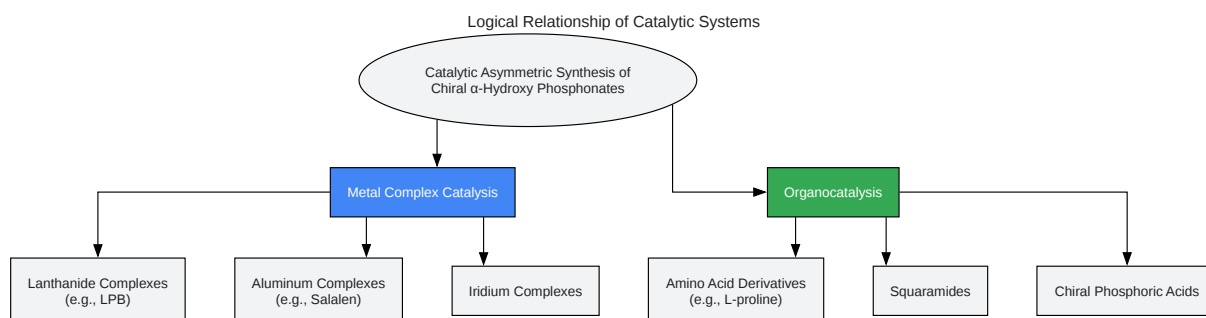 Logical Relationship of Catalytic Systems
Catalytic Asymmetric Synthesis of
Chiral α-Hydroxy Phosphonates
Metal Complex Catalysis
Organocatalysis
Lanthanide Complexes
(e.g., LPB)
Aluminum Complexes
(e.g., Salalen)
Iridium Complexes
Amino Acid Derivatives
(e.g., L-proline)
Squaramides
Chiral Phosphoric Acids